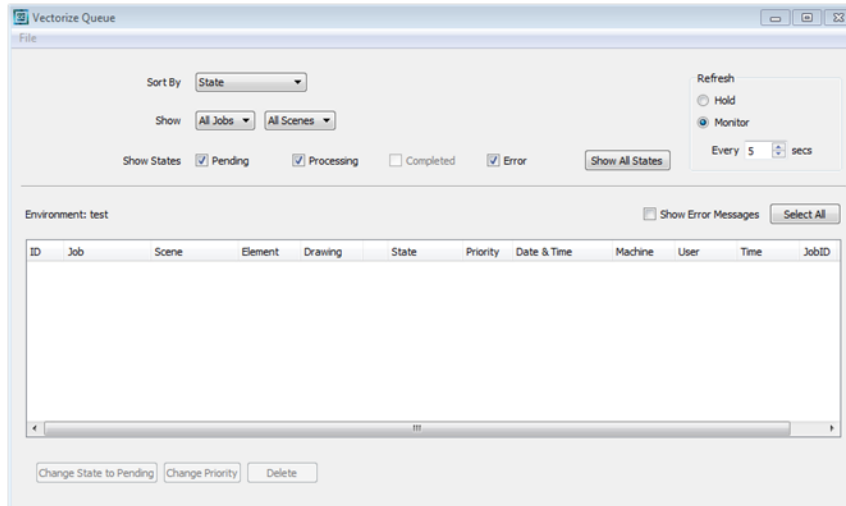 Vectorize Queue
File
Sort By State
Refresh
Hold
Show All Jobs All Scenes
Monitor
Every 5 secs
Show States Pending Processing Completed Error Show All States
Environment: test
Show Error Messages Select All
ID Job Scene Element Drawing State Priority Date & Time Machine User Time JobID
Change State to Pending Change Priority Delete